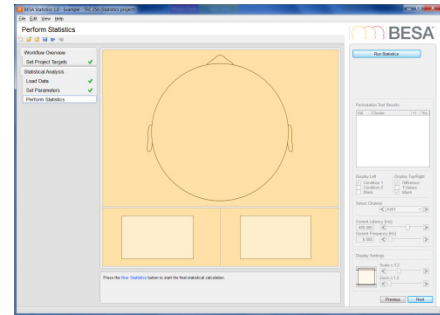 BESA Statistics 2.0 - Example - TFC.256 (Statistics project)
File Edit View Help
Perform Statistics
BESA
Workflow Overview
Set Project Targets
Statistical Analysis
Load Data
Set Parameters
Perform Statistics
Run Statistics
Permutation Test Results
Cluster
Display Left
Display Top/Right
Condition 1
Difference
Condition 2
T-Values
Mask
Mask
Select Channel
Current Latency [ms]
Current Frequency [Hz]
Display Settings
Press the Run Statistics button to start the final statistical calculation.
Previous
Next